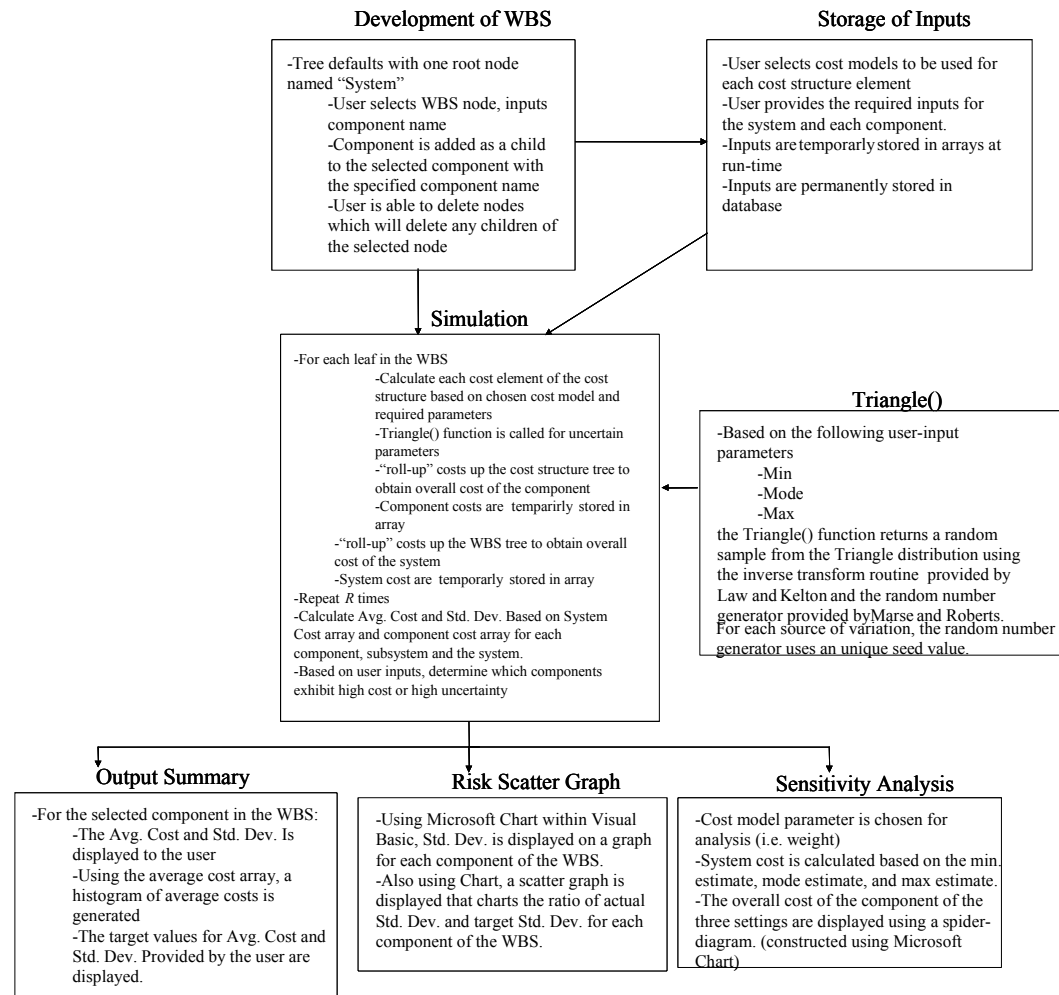 Development of WBS
-Tree defaults with one root node
named “System”
-User selects WBS node, inputs
component name
-Component is added as a child
to the selected component with
the specified component name
-User is able to delete nodes
which will delete any children of
the selected node
Storage of Inputs
-User selects cost models to be used for
each cost structure element
-User provides the required inputs for
the system and each component.
-Inputs are temporarly stored in arrays at
run-time
-Inputs are permanently stored in
database
Simulation
-For each leaf in the WBS
-Calculate each cost element of the cost
structure based on chosen cost model and
required parameters
-Triangle() function is called for uncertain
parameters
-“roll-up” costs up the cost structure tree to
obtain overall cost of the component
-Component costs are temparirly stored in
array
-“roll-up” costs up the WBS tree to obtain overall
cost of the system
-System cost are temporarly stored in array
-Repeat R times
-Calculate Avg. Cost and Std. Dev. Based on System
Cost array and component cost array for each
component, subsystem and the system.
-Based on user inputs, determine which components
exhibit high cost or high uncertainty
Triangle()
-Based on the following user-input
parameters
-Min
-Mode
-Max
the Triangle() function returns a random
sample from the Triangle distribution using
the inverse transform routine provided by
Law and Kelton and the random number
generator provided byMarse and Roberts.
For each source of variation, the random number
generator uses an unique seed value.
Output Summary
-For the selected component in the WBS:
-The Avg. Cost and Std. Dev. Is
displayed to the user
-Using the average cost array, a
histogram of average costs is
generated
-The target values for Avg. Cost and
Std. Dev. Provided by the user are
displayed.
Risk Scatter Graph
-Using Microsoft Chart within Visual
Basic, Std. Dev. is displayed on a graph
for each component of the WBS.
-Also using Chart, a scatter graph is
displayed that charts the ratio of actual
Std. Dev. and target Std. Dev. for each
component of the WBS.
Sensitivity Analysis
-Cost model parameter is chosen for
analysis (i.e. weight)
-System cost is calculated based on the min.
estimate, mode estimate, and max estimate.
-The overall cost of the component of the
three settings are displayed using a spider-
diagram. (constructed using Microsoft
Chart)